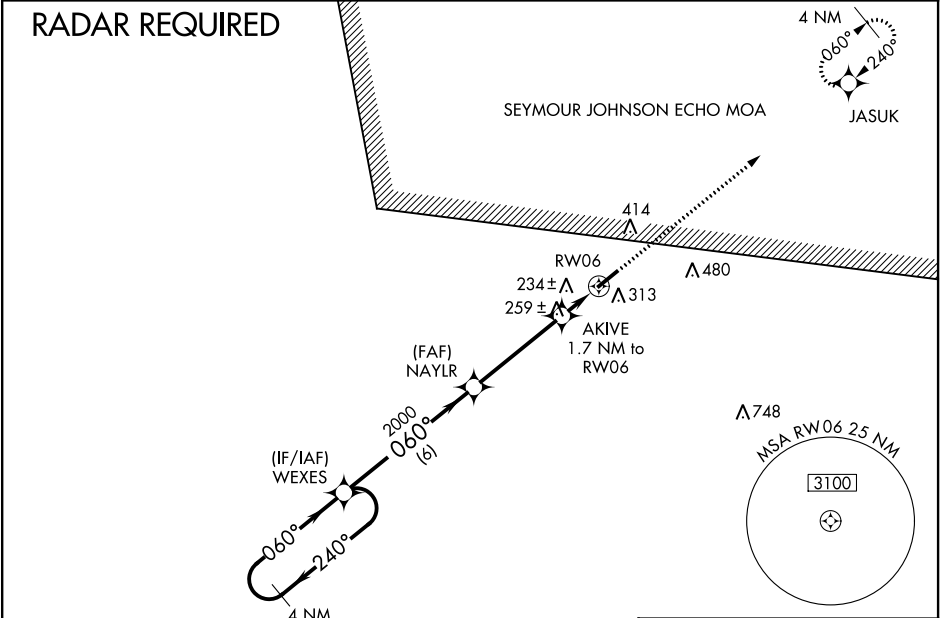 RADAR REQUIRED
4 NM
060°
240°
JASUK
SEYMOUR JOHNSON ECHO MOA
414
RW06
480
234 ±
313
259 ±
AKIVE
1.7 NM to
RW06
(FAF)
NAYLR
2000
060°
(6)
748
MSA RW06 25 NM
3100
(IF/IAF)
WEXES
060°
240°
4 NM